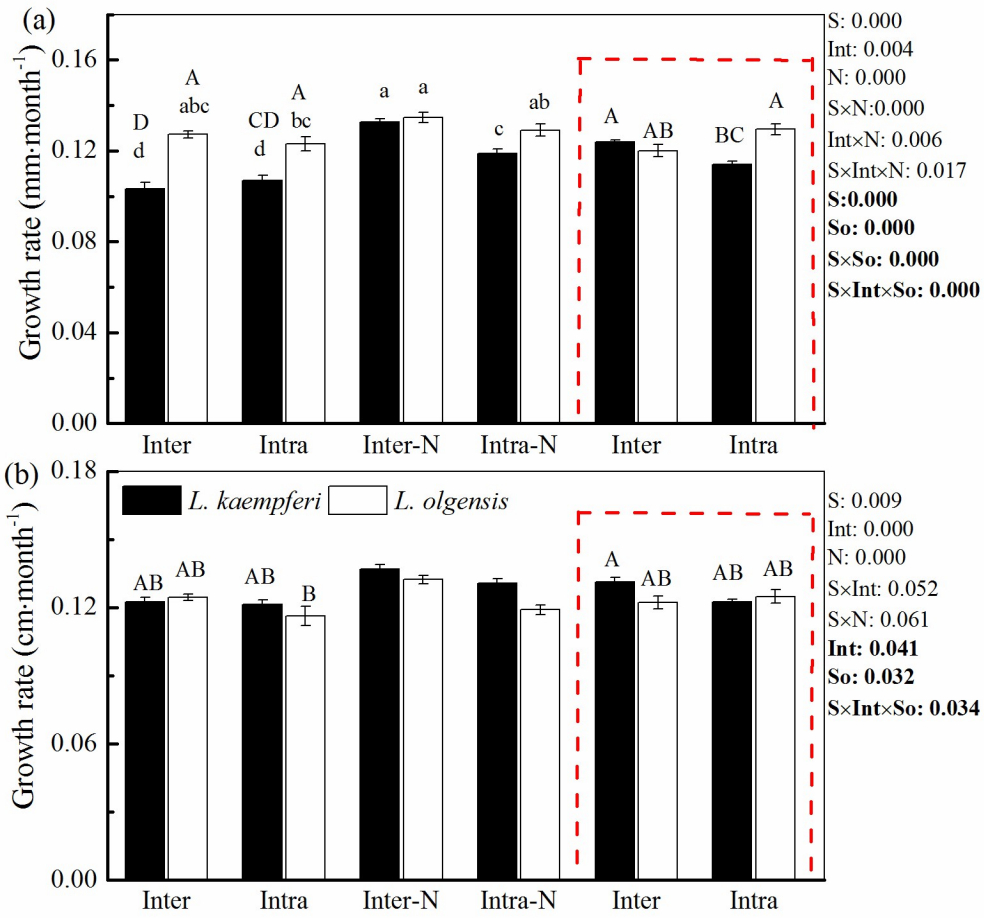 (a)
Growth rate (mm·month-1)
0.16
0.12
0.08
0.04
0.00
D
d
A
abc
CD
d
A
bc
a
a
c
ab
A
AB
BC
A
Inter
Intra
Inter-N
Intra-N
Inter
Intra
S: 0.000
Int: 0.004
N: 0.000
S×N:0.000
Int×N: 0.006
S×Int×N: 0.017
S:0.000
So: 0.000
S×So: 0.000
S×Int×So: 0.000
(b)
Growth rate (cm·month-1)
0.18
0.12
0.06
0.00
L. kaempferi
L. olgensis
AB
AB
AB
B
A
AB
AB
AB
Inter
Intra
Inter-N
Intra-N
Inter
Intra
S: 0.009
Int: 0.000
N: 0.000
S×Int: 0.052
S×N: 0.061
Int: 0.041
So: 0.032
S×Int×So: 0.034